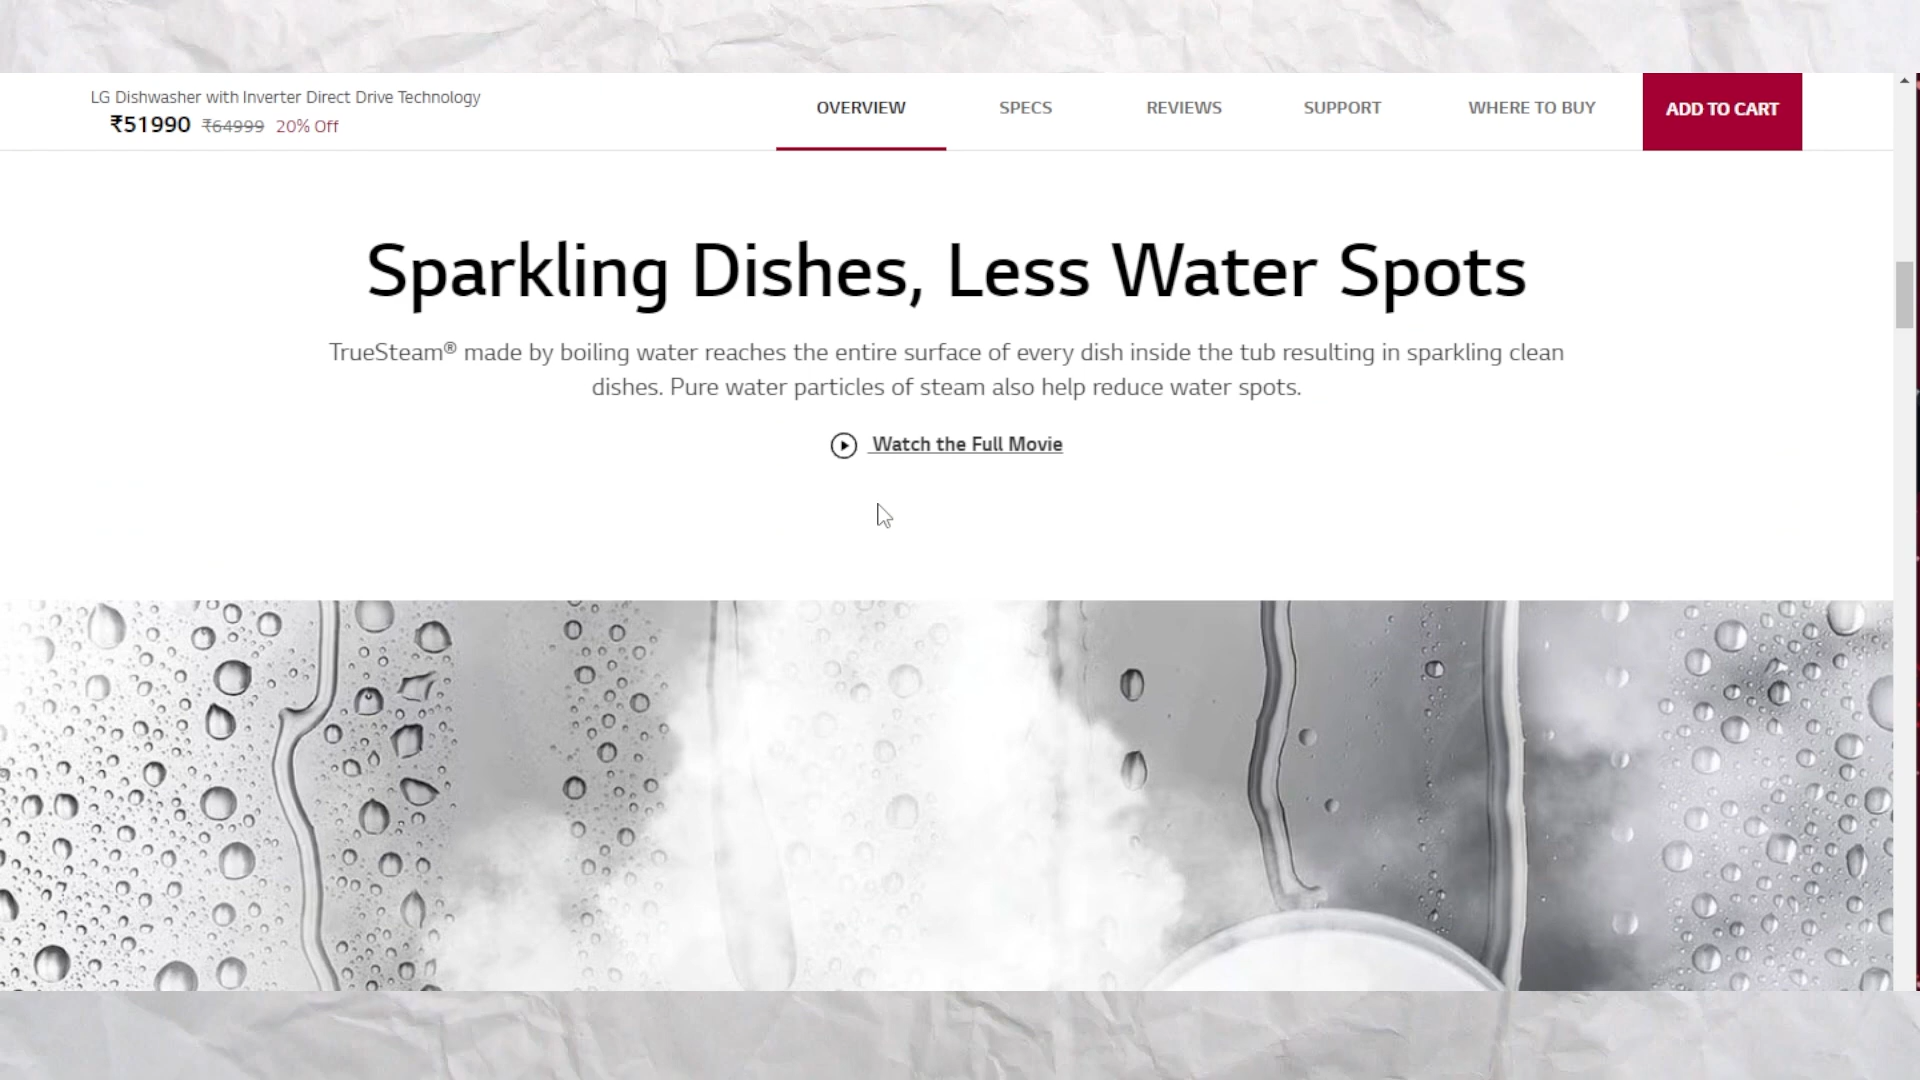 LG Dishwasher with Inverter Direct Drive Technology
₹51990 ₹64999 20% Off
OVERVIEW SPECS REVIEWS SUPPORT WHERE TO BUY ADD TO CART
Sparkling Dishes, Less Water Spots
TrueSteam® made by boiling water reaches the entire surface of every dish inside the tub resulting in sparkling clean
dishes. Pure water particles of steam also help reduce water spots.
Watch the Full Movie